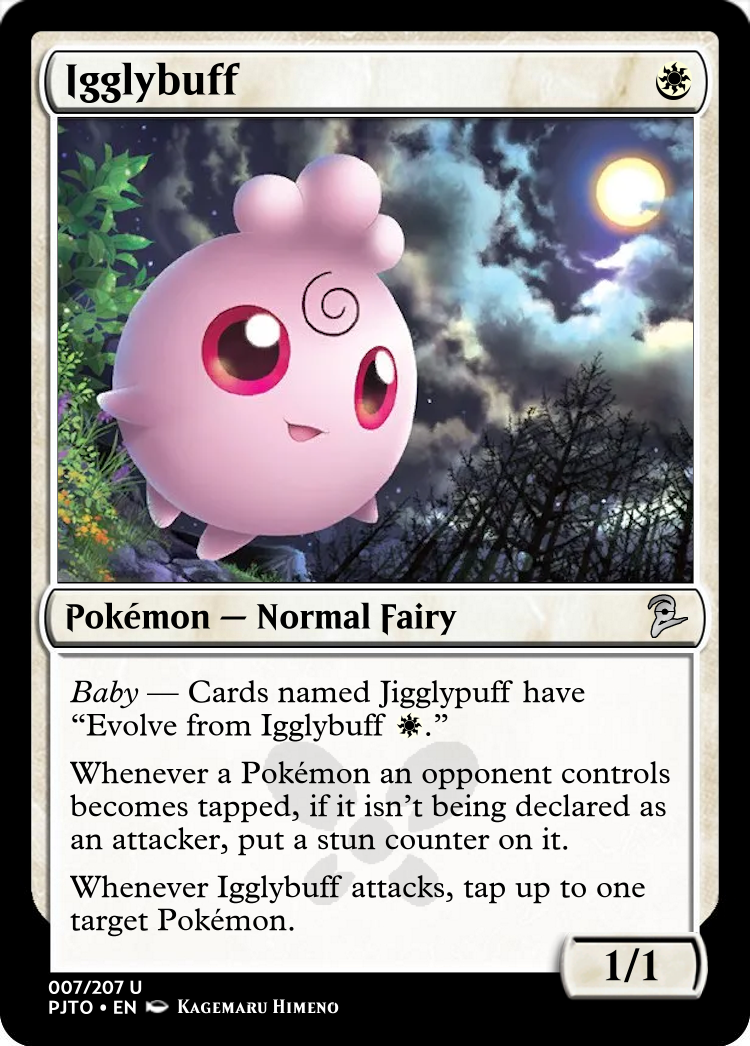 Igglybuff
Pokémon — Normal Fairy
Baby — Cards named Jigglypuff have
“Evolve from Igglybuff .”
Whenever a Pokémon an opponent controls
becomes tapped, if it isn’t being declared as
an attacker, put a stun counter on it.
Whenever Igglybuff attacks, tap up to one
target Pokémon.
1/1
007/207 U
PJTO • EN Kagemaru Himeno